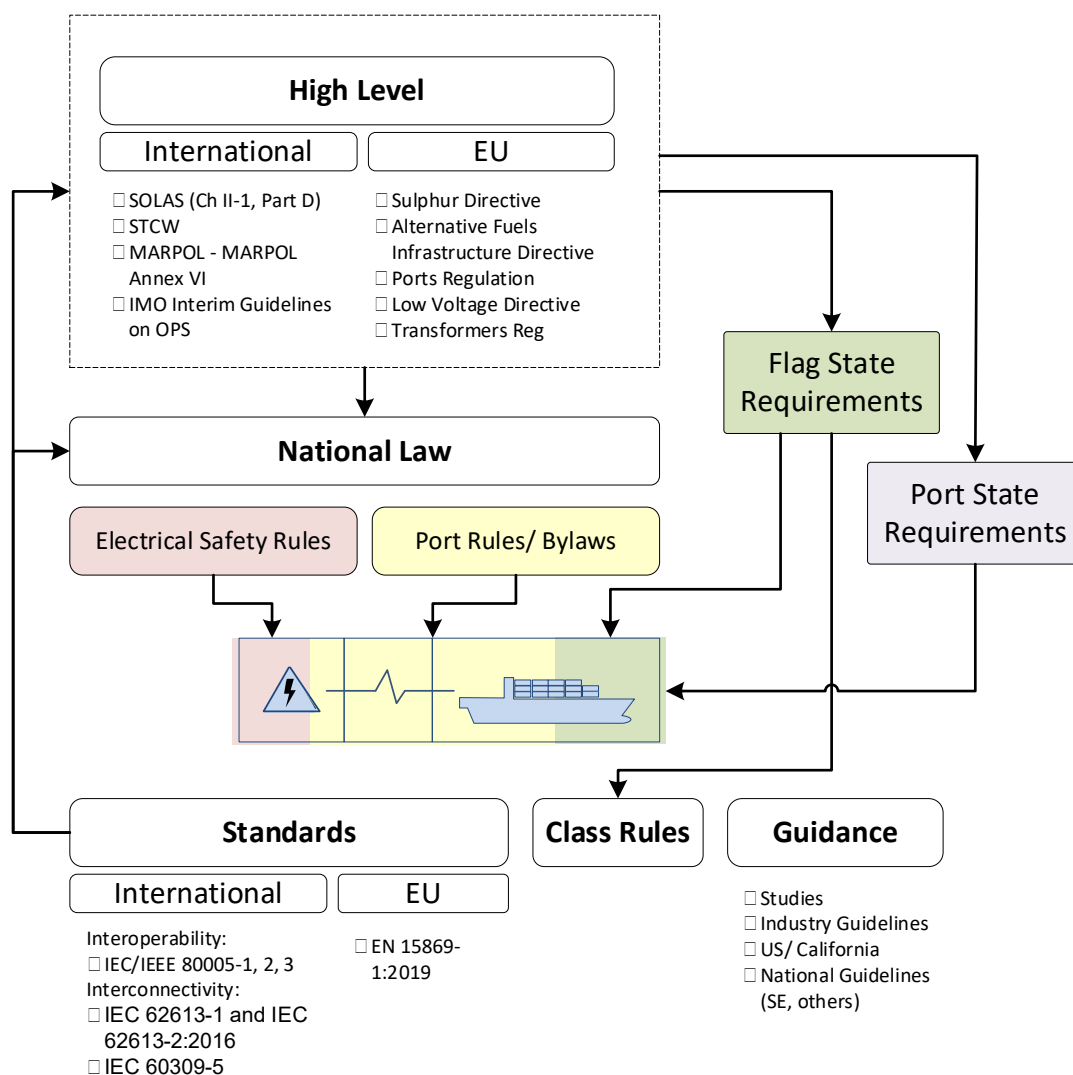 High Level
International
EU
□ SOLAS (Ch II-1, Part D)
□ STCW
□ MARPOL - MARPOL
Annex VI
□ IMO Interim Guidelines
on OPS
□ Sulphur Directive
□ Alternative Fuels
Infrastructure Directive
□ Ports Regulation
□ Low Voltage Directive
□ Transformers Reg
Flag State
Requirements
National Law
Port State
Requirements
Electrical Safety Rules
Port Rules/ Bylaws
Standards
Class Rules
Guidance
International
EU
Interoperability:
□ IEC/IEEE 80005-1, 2, 3
Interconnectivity:
□ IEC 62613-1 and IEC
62613-2:2016
□ IEC 60309-5
□ EN 15869-
1:2019
□ Studies
□ Industry Guidelines
□ US/ California
□ National Guidelines
(SE, others)